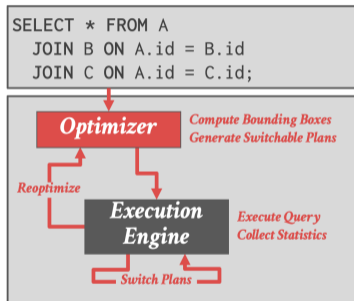 SELECT * FROM A
JOIN B ON A.id = B.id
JOIN C ON A.id = C.id;
Optimizer
Compute Bounding Boxes
Generate Switchable Plans
Reoptimize
Execution
Engine
Execute Query
Collect Statistics
Switch Plans